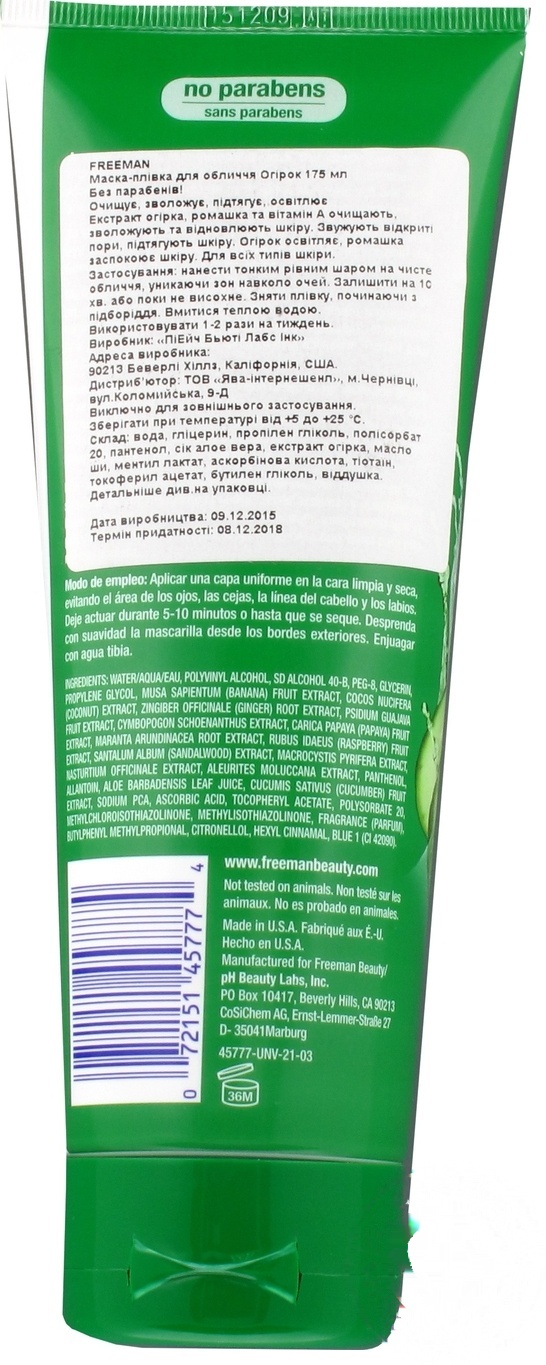 151209
no parabens
sans parabens
FREEMAN
Маска-плівка для обличчя Огірок 175 мл
Без парабенів!
Очищує, зволожує, підтягує, освітлює
Екстракт огірка, ромашка та вітамін А очищають,
зволожують та відновлюють шкіру. Звужують відкриті
пори, підтягують шкіру. Огірок освітляє, ромашка
заспокоює шкіру. Для всіх типів шкіри.
Застосування: нанести тонким рівним шаром на чисте
обличчя, уникаючи зон навколо очей. Залишити на 10
хв. або поки не висохне. Зняти плівку, починаючи з
підборіддя. Вмитися теплою водою.
Використовувати 1-2 рази на тиждень.
Виробник: «ПіЕйч Бьюті Лабс Інк»
Адреса виробника:
90213 Беверлі Хіллз, Каліфорнія, США.
Дистриб'ютор: ТОВ «Ява-інтернешенл», м.Чернівці,
вул.Коломийська, 9-Д
Виключно для зовнішнього застосування.
Зберігати при температурі від +5 до +25 °C.
Склад: вода, гліцерин, пропілен гліколь, полісорбат
20, пантенол, сік алое вера, екстракт огірка, масло
ши, ментил лактат, аскорбінова кислота, тіотаін,
токоферил ацетат, бутилен гліколь, віддушка.
Детальніше див.на упаковці.
Дата виробництва: 09.12.2015
Термін придатності: 08.12.2018
Modo de empleo: Aplicar una capa uniforme en la cara limpia y seca,
evitando el área de los ojos, las cejas, la línea del cabello y los labios.
Deje actuar durante 5-10 minutos o hasta que se seque. Desprenda
con suavidad la mascarilla desde los bordes exteriores. Enjuagar
con agua tibia.
INGREDIENTS: WATER/AQUA/EAU, POLYVINYL ALCOHOL, SD ALCOHOL 40-B, PEG-8, GLYCERIN,
PROPYLENE GLYCOL, MUSA SAPIENTUM (BANANA) FRUIT EXTRACT, COCOS NUCIFERA
(COCONUT) EXTRACT, ZINGIBER OFFICINALE (GINGER) ROOT EXTRACT, PSIDIUM GUAJAVA
FRUIT EXTRACT, CYMBOPOGON SCHOENANTHUS EXTRACT, CARICA PAPAYA (PAPAYA) FRUIT
EXTRACT, MARANTA ARUNDINACEA ROOT EXTRACT, RUBUS IDAEUS (RASPBERRY) FRUIT
EXTRACT, SANTALUM ALBUM (SANDALWOOD) EXTRACT, MACROCYSTIS PYRIFERA EXTRACT,
NASTURTIUM OFFICINALE EXTRACT, ALEURITES MOLUCCANA EXTRACT, PANTHENOL,
ALLANTOIN, ALOE BARBADENSIS LEAF JUICE, CUCUMIS SATIVUS (CUCUMBER) FRUIT
EXTRACT, SODIUM PCA, ASCORBIC ACID, TOCOPHERYL ACETATE, POLYSORBATE 20,
METHYLCHLOROISOTHIAZOLINONE, METHYLISOTHIAZOLINONE, FRAGRANCE (PARFUM),
BUTYLPHENYL METHYLPROPIONAL, CITRONELLOL, HEXYL CINNAMAL, BLUE 1 (CI 42090).
0 72151 45777 4
www.freemanbeauty.com
Not tested on animals. Non testé sur les
animaux. No es probado en animales.
Made in U.S.A. Fabriqué aux É.-U.
Hecho en U.S.A.
Manufactured for Freeman Beauty/
pH Beauty Labs, Inc.
PO Box 10417, Beverly Hills, CA 90213
CoSiChem AG, Ernst-Lemmer-Straße 27
D- 35041Marburg
45777-UNV-21-03
36M